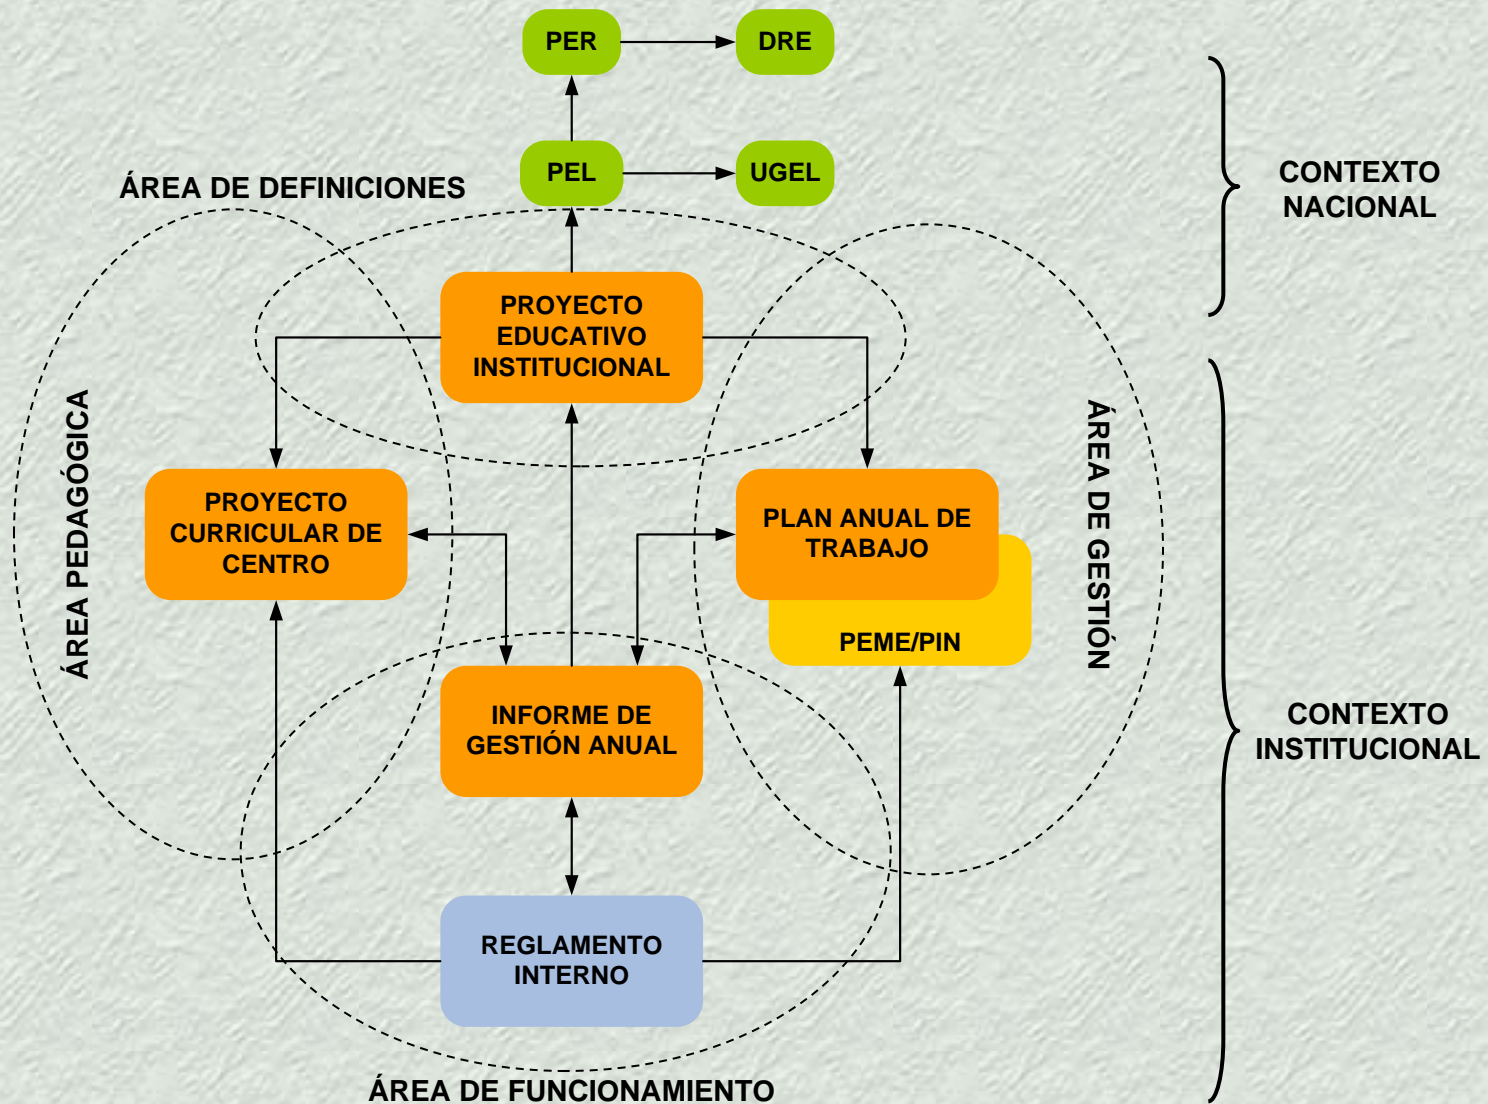 PER
DRE
PEL
UGEL
CONTEXTO
NACIONAL
ÁREA DE DEFINICIONES
PROYECTO
EDUCATIVO
INSTITUCIONAL
ÁREA PEDAGÓGICA
PROYECTO
CURRICULAR DE
CENTRO
PLAN ANUAL DE
TRABAJO
PEME/PIN
ÁREA DE GESTIÓN
INFORME DE
GESTIÓN ANUAL
CONTEXTO
INSTITUCIONAL
REGLAMENTO
INTERNO
ÁREA DE FUNCIONAMIENTO